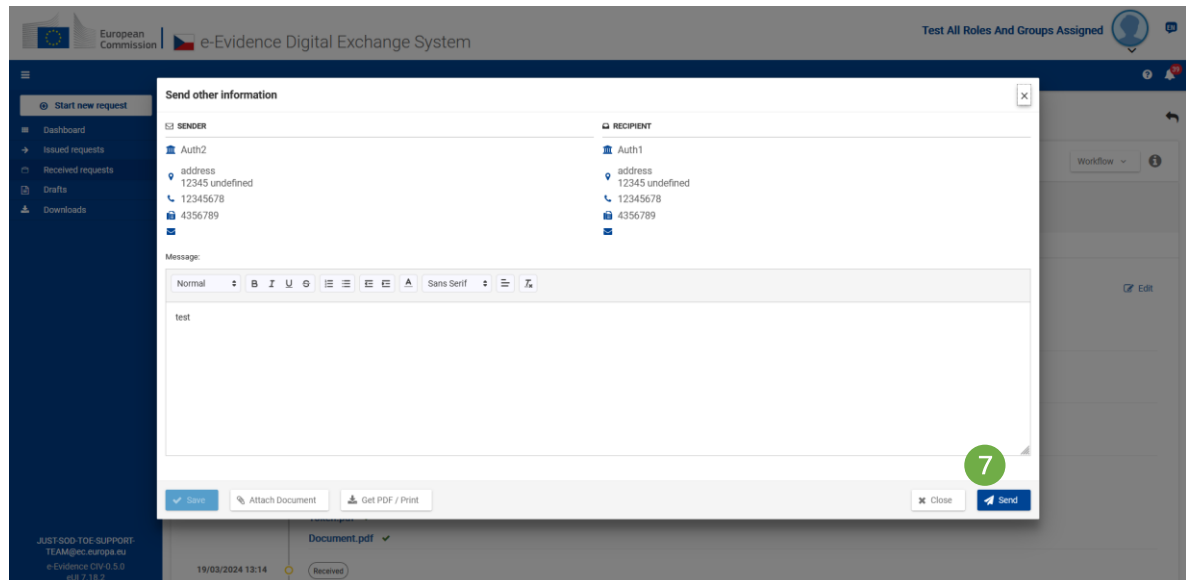 European
Commission
e-Evidence Digital Exchange System
Test All Roles And Groups Assigned
EN
Start new request
Dashboard
Issued requests
Received requests
Drafts
Downloads
Workflow
Edit
Send other information
SENDER
Auth2
address
12345 undefined
12345678
4356789
RECIPIENT
Auth1
address
12345 undefined
12345678
4356789
Message:
Normal B I U S A Sans Serif
test
7
Save Attach Document Get PDF / Print Close Send
Document.pdf
19/03/2024 13:14 Received
JUST-SOD-TOE-SUPPORT-
TEAM@ec.europa.eu
e-Evidence CIV-0.5.0
eUI 7.18.2